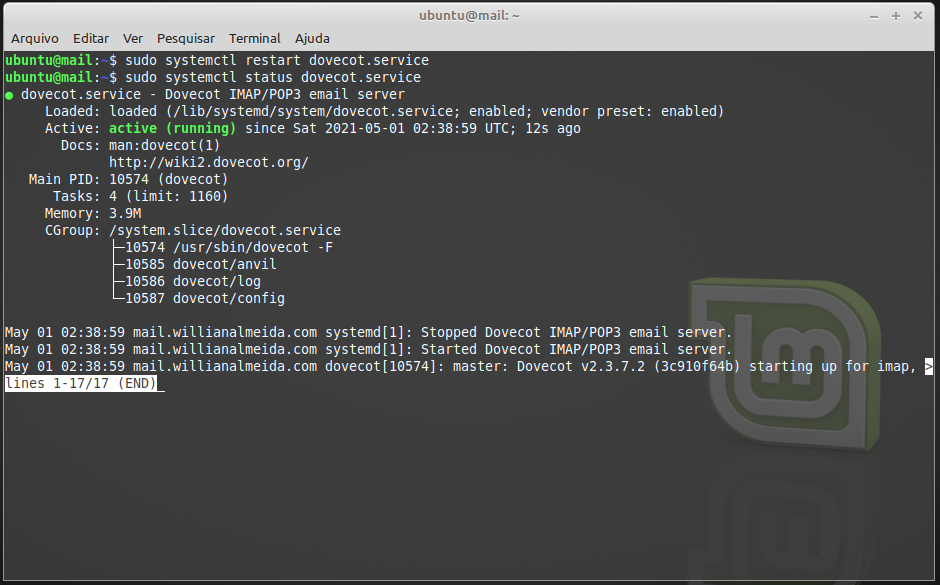 ubuntu@mail: ~
Arquivo Editar Ver Pesquisar Terminal Ajuda
ubuntu@mail:~$ sudo systemctl restart dovecot.service
ubuntu@mail:~$ sudo systemctl status dovecot.service
● dovecot.service - Dovecot IMAP/POP3 email server
     Loaded: loaded (/lib/systemd/system/dovecot.service; enabled; vendor preset: enabled)
     Active: active (running) since Sat 2021-05-01 02:38:59 UTC; 12s ago
       Docs: man:dovecot(1)
             http://wiki2.dovecot.org/
   Main PID: 10574 (dovecot)
      Tasks: 4 (limit: 1160)
     Memory: 3.9M
     CGroup: /system.slice/dovecot.service
             ├─10574 /usr/sbin/dovecot -F
             ├─10585 dovecot/anvil
             ├─10586 dovecot/log
             └─10587 dovecot/config
May 01 02:38:59 mail.willianalmeida.com systemd[1]: Stopped Dovecot IMAP/POP3 email server.
May 01 02:38:59 mail.willianalmeida.com systemd[1]: Started Dovecot IMAP/POP3 email server.
May 01 02:38:59 mail.willianalmeida.com dovecot[10574]: master: Dovecot v2.3.7.2 (3c910f64b) starting up for imap, >
lines 1-17/17 (END)